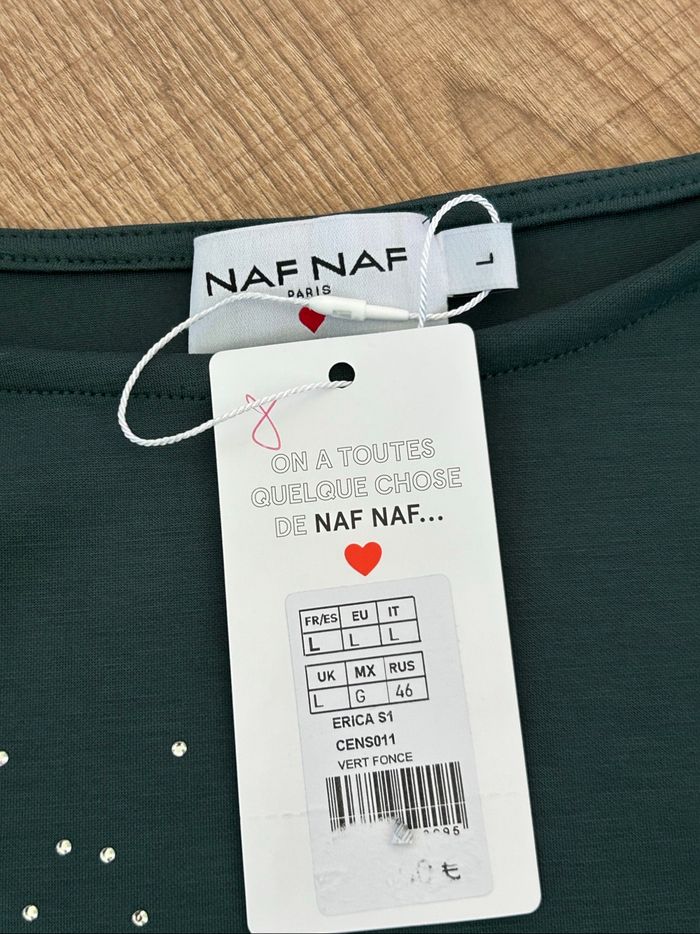 NAF NAF
PARIS
L
8
ON A TOUTES
QUELQUE CHOSE
DE NAF NAF...
FR/ES EU IT
L L L
UK MX RUS
L G 46
ERICA S1
CENS011
VERT FONCE
€